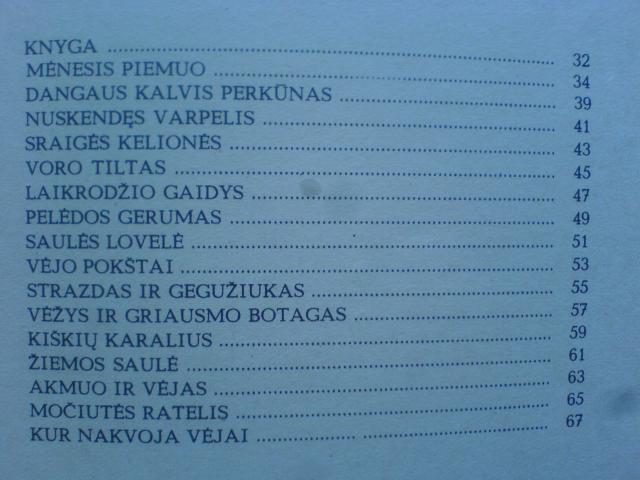 KNYGA ........ 32
MĖNESIS PIEMUO ........ 34
DANGAUS KALVIS PERKŪNAS ........ 39
NUSKENDĘS VARPELIS ........ 41
SRAIGĖS KELIONĖS ........ 43
VORO TILTAS ........ 45
LAIKRODŽIO GAIDYS ........ 47
PELĖDOS GERUMAS ........ 49
SAULĖS LOVELĖ ........ 51
VĖJO POKŠTAI ........ 53
STRAZDAS IR GEGUŽIUKAS ........ 55
VĖŽYS IR GRIAUSMO BOTAGAS ........ 57
KIŠKIŲ KARALIUS ........ 59
ŽIEMOS SAULĖ ........ 61
AKMUO IR VĖJAS ........ 63
MOČIUTĖS RATELIS ........ 65
KUR NAKVOJA VĖJAI ........ 67